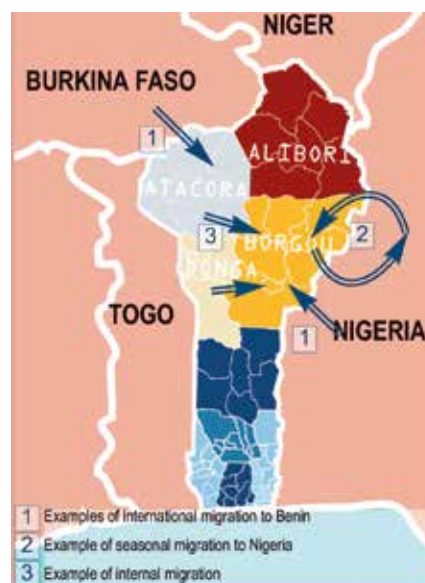 NIGER
BURKINA FASO
1
ALIBORI
ATACORA
3
BORGOU
2
DONGA
TOGO
1
NIGERIA
1 Examples of International migration to Benin
2 Example of seasonal migration to Nigeria
3 Example of internal migration